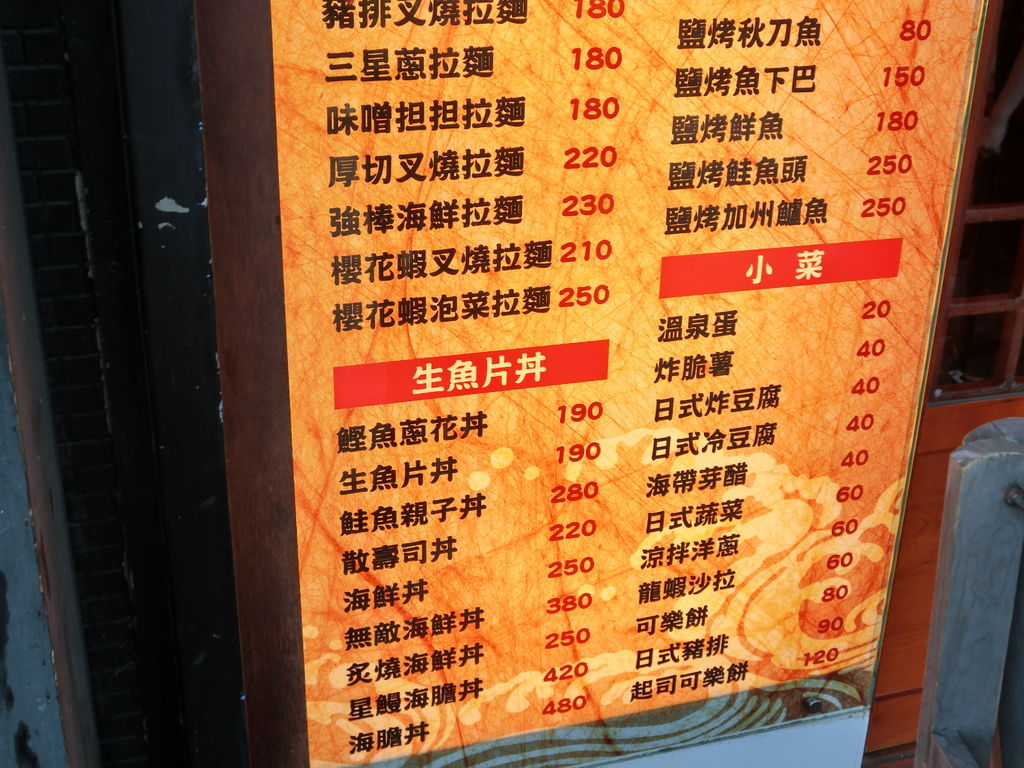 豬排叉燒拉麵 180
三星蔥拉麵 180
味噌担担拉麵 180
厚切叉燒拉麵 220
強棒海鮮拉麵 230
櫻花蝦叉燒拉麵 210
櫻花蝦泡菜拉麵 250
生魚片丼
鰹魚蔥花丼 190
生魚片丼 190
鮭魚親子丼 280
散壽司丼 220
海鮮丼 250
無敵海鮮丼 380
炙燒海鮮丼 250
星鰻海膽丼 420
海膽丼 480
鹽烤秋刀魚 80
鹽烤魚下巴 150
鹽烤鮮魚 180
鹽烤鮭魚頭 250
鹽烤加州鱸魚 250
小菜
溫泉蛋 20
炸脆薯 40
日式炸豆腐 40
日式冷豆腐 40
海帶芽醋 40
日式蔬菜 60
涼拌洋蔥 60
龍蝦沙拉 60
可樂餅 80
日式豬排 90
起司可樂餅 120